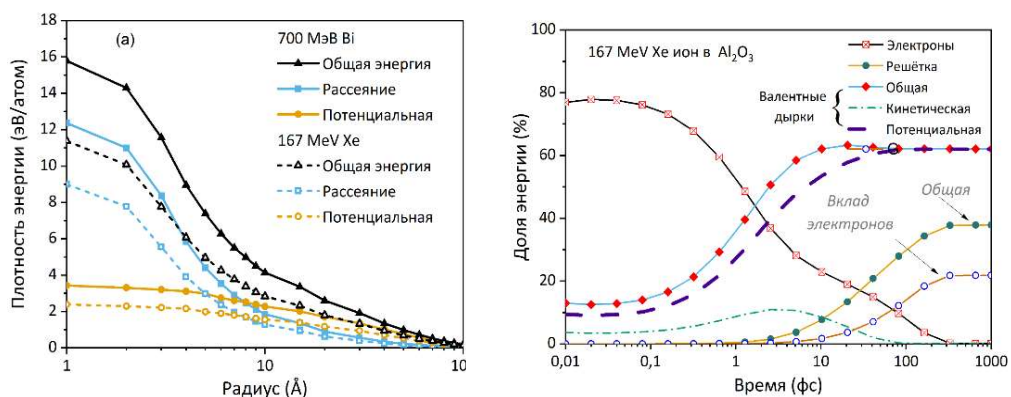 (a)
700 МэВ Bi
Общая энергия
Рассеяние
Потенциальная
167 MeV Xe
Общая энергия
Рассеяние
Потенциальная
Плотность энергии (эВ/атом)
18
16
14
12
10
8
6
4
2
0
1
10
10
Радиус (Å)
167 MeV Xe ион в Al₂O₃
Электроны
Решётка
Общая
Валентные дырки
Кинетическая
Потенциальная
Вклад электронов
Общая
Доля энергии (%)
100
80
60
40
20
0
0,01
0,1
1
10
100
1000
Время (фс)